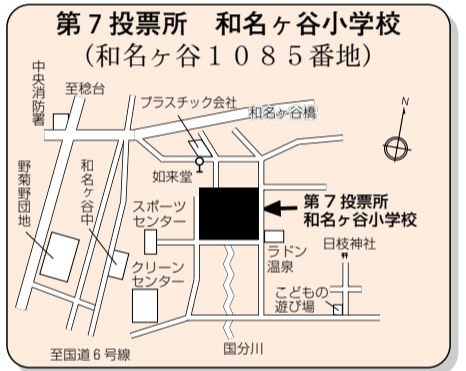 第７投票所　和名ヶ谷小学校
（和名ヶ谷１０８５番地）
中央消防署
至稔台
プラスチック会社
和名ヶ谷橋
N
野菊野団地
和名ヶ谷中
如来堂
スポーツ
センター
第７投票所
和名ヶ谷小学校
ラドン
温泉
日枝神社
クリーン
センター
こどもの
遊び場
至国道６号線
国分川